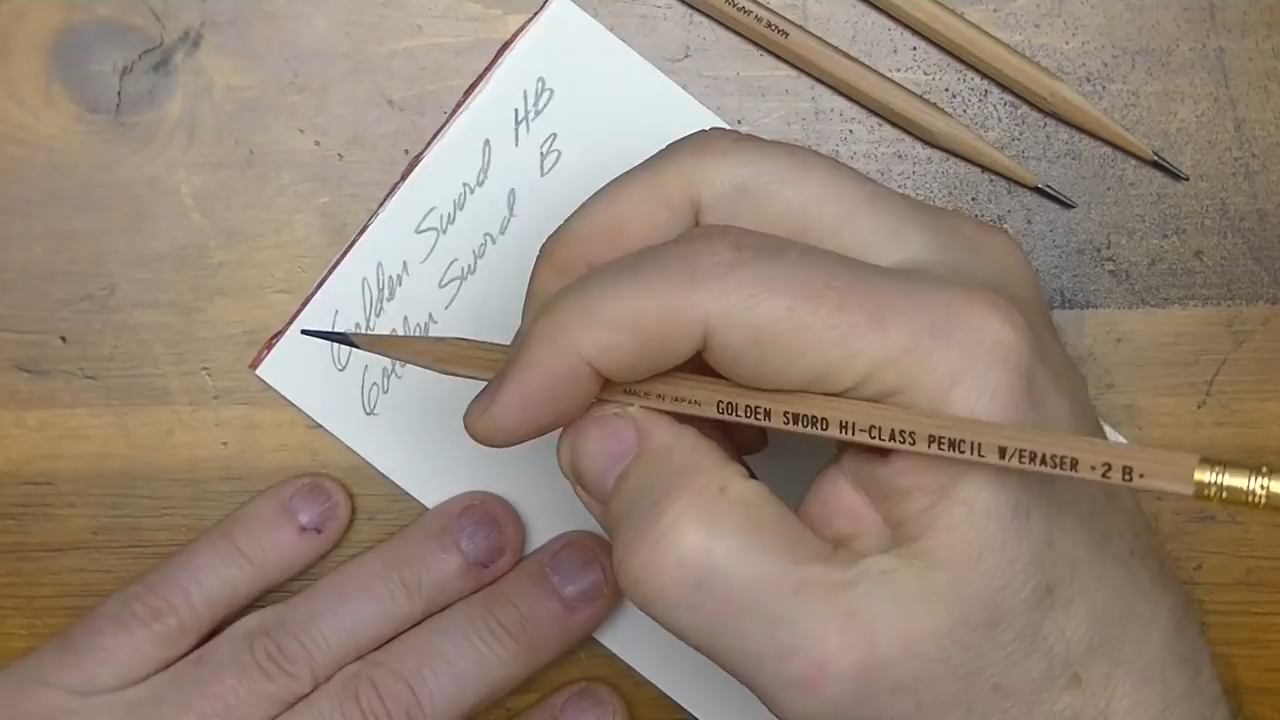 MADE IN JAPAN
Golden Sword HB
Golden Sword B
MADE IN JAPAN GOLDEN SWORD HI-CLASS PENCIL W/ERASER ·2 B·